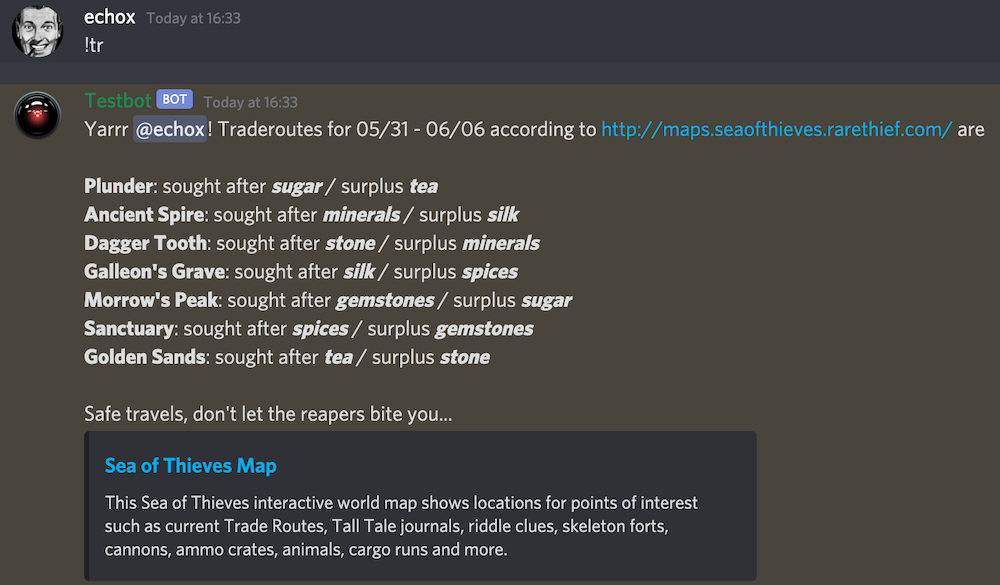 echox Today at 16:33
!tr
Testbot BOT Today at 16:33
Yarrr @echox! Traderoutes for 05/31 - 06/06 according to http://maps.seaofthieves.rarethief.com/ are
Plunder: sought after sugar / surplus tea
Ancient Spire: sought after minerals / surplus silk
Dagger Tooth: sought after stone / surplus minerals
Galleon's Grave: sought after silk / surplus spices
Morrow's Peak: sought after gemstones / surplus sugar
Sanctuary: sought after spices / surplus gemstones
Golden Sands: sought after tea / surplus stone
Safe travels, don't let the reapers bite you...
Sea of Thieves Map
This Sea of Thieves interactive world map shows locations for points of interest
such as current Trade Routes, Tall Tale journals, riddle clues, skeleton forts,
cannons, ammo crates, animals, cargo runs and more.